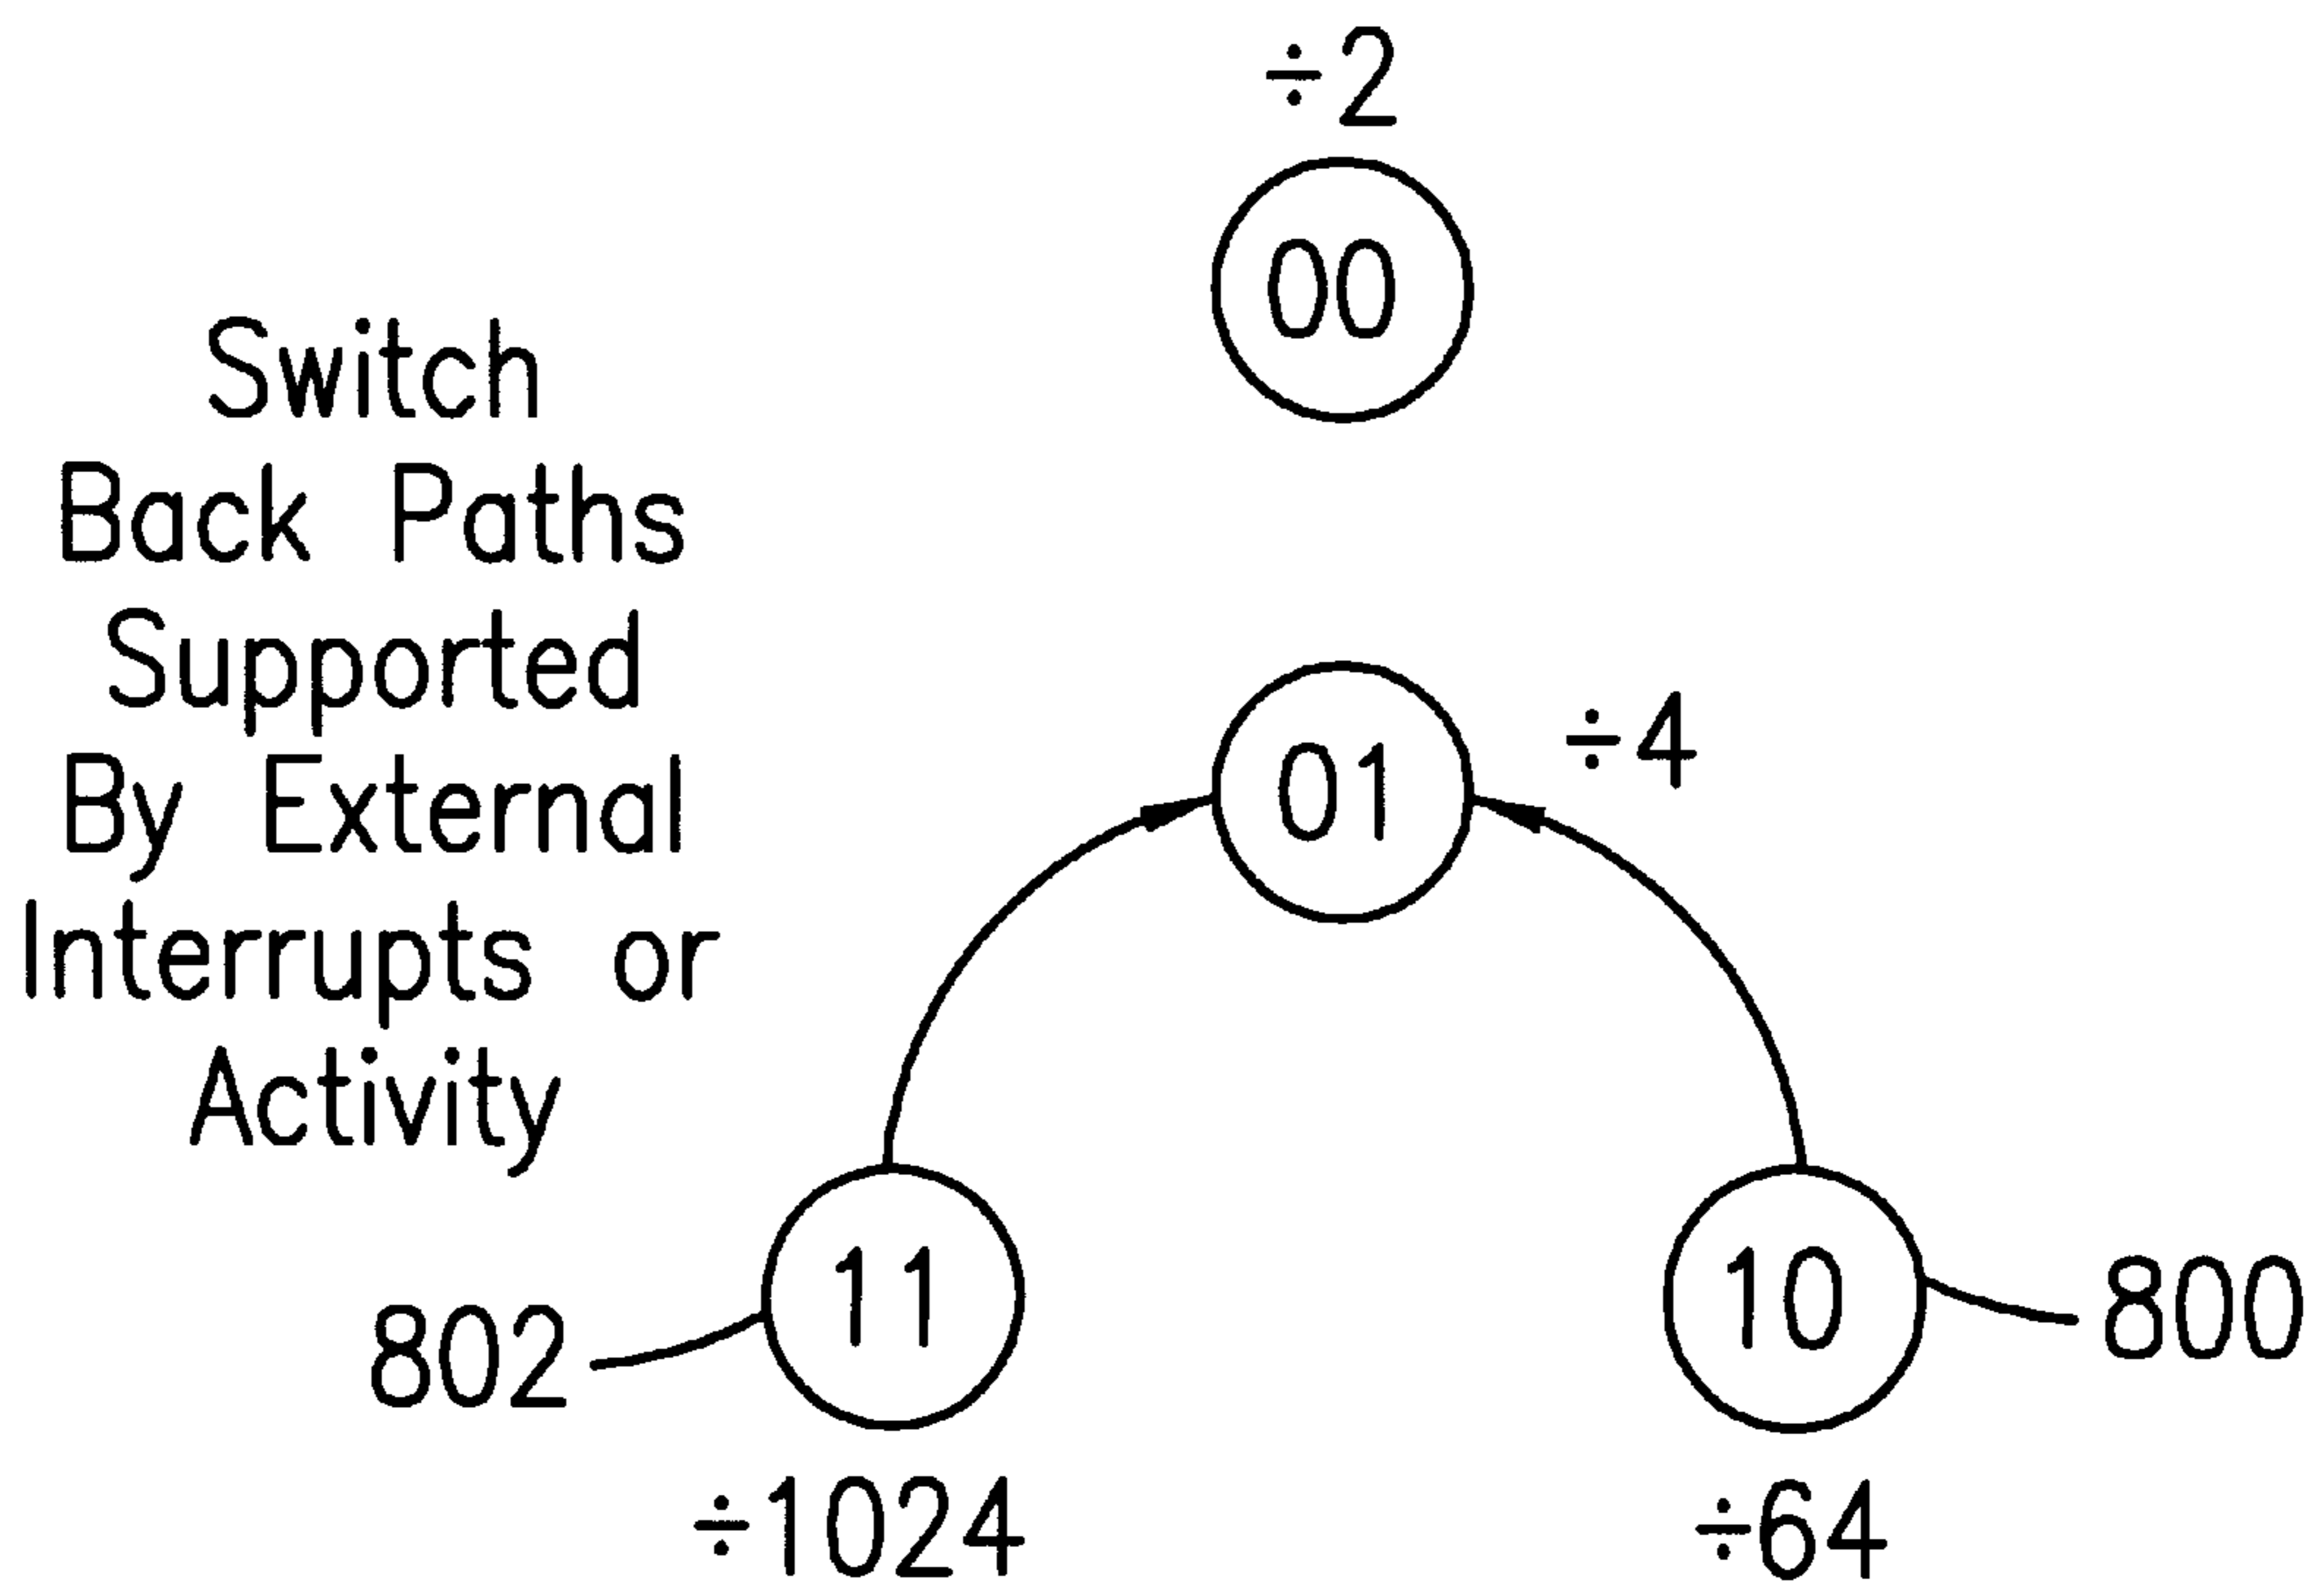 ÷2
00
Switch
Back Paths
Supported
By External
Interrupts or
Activity
01
÷4
11
10
802
800
÷1024
÷64